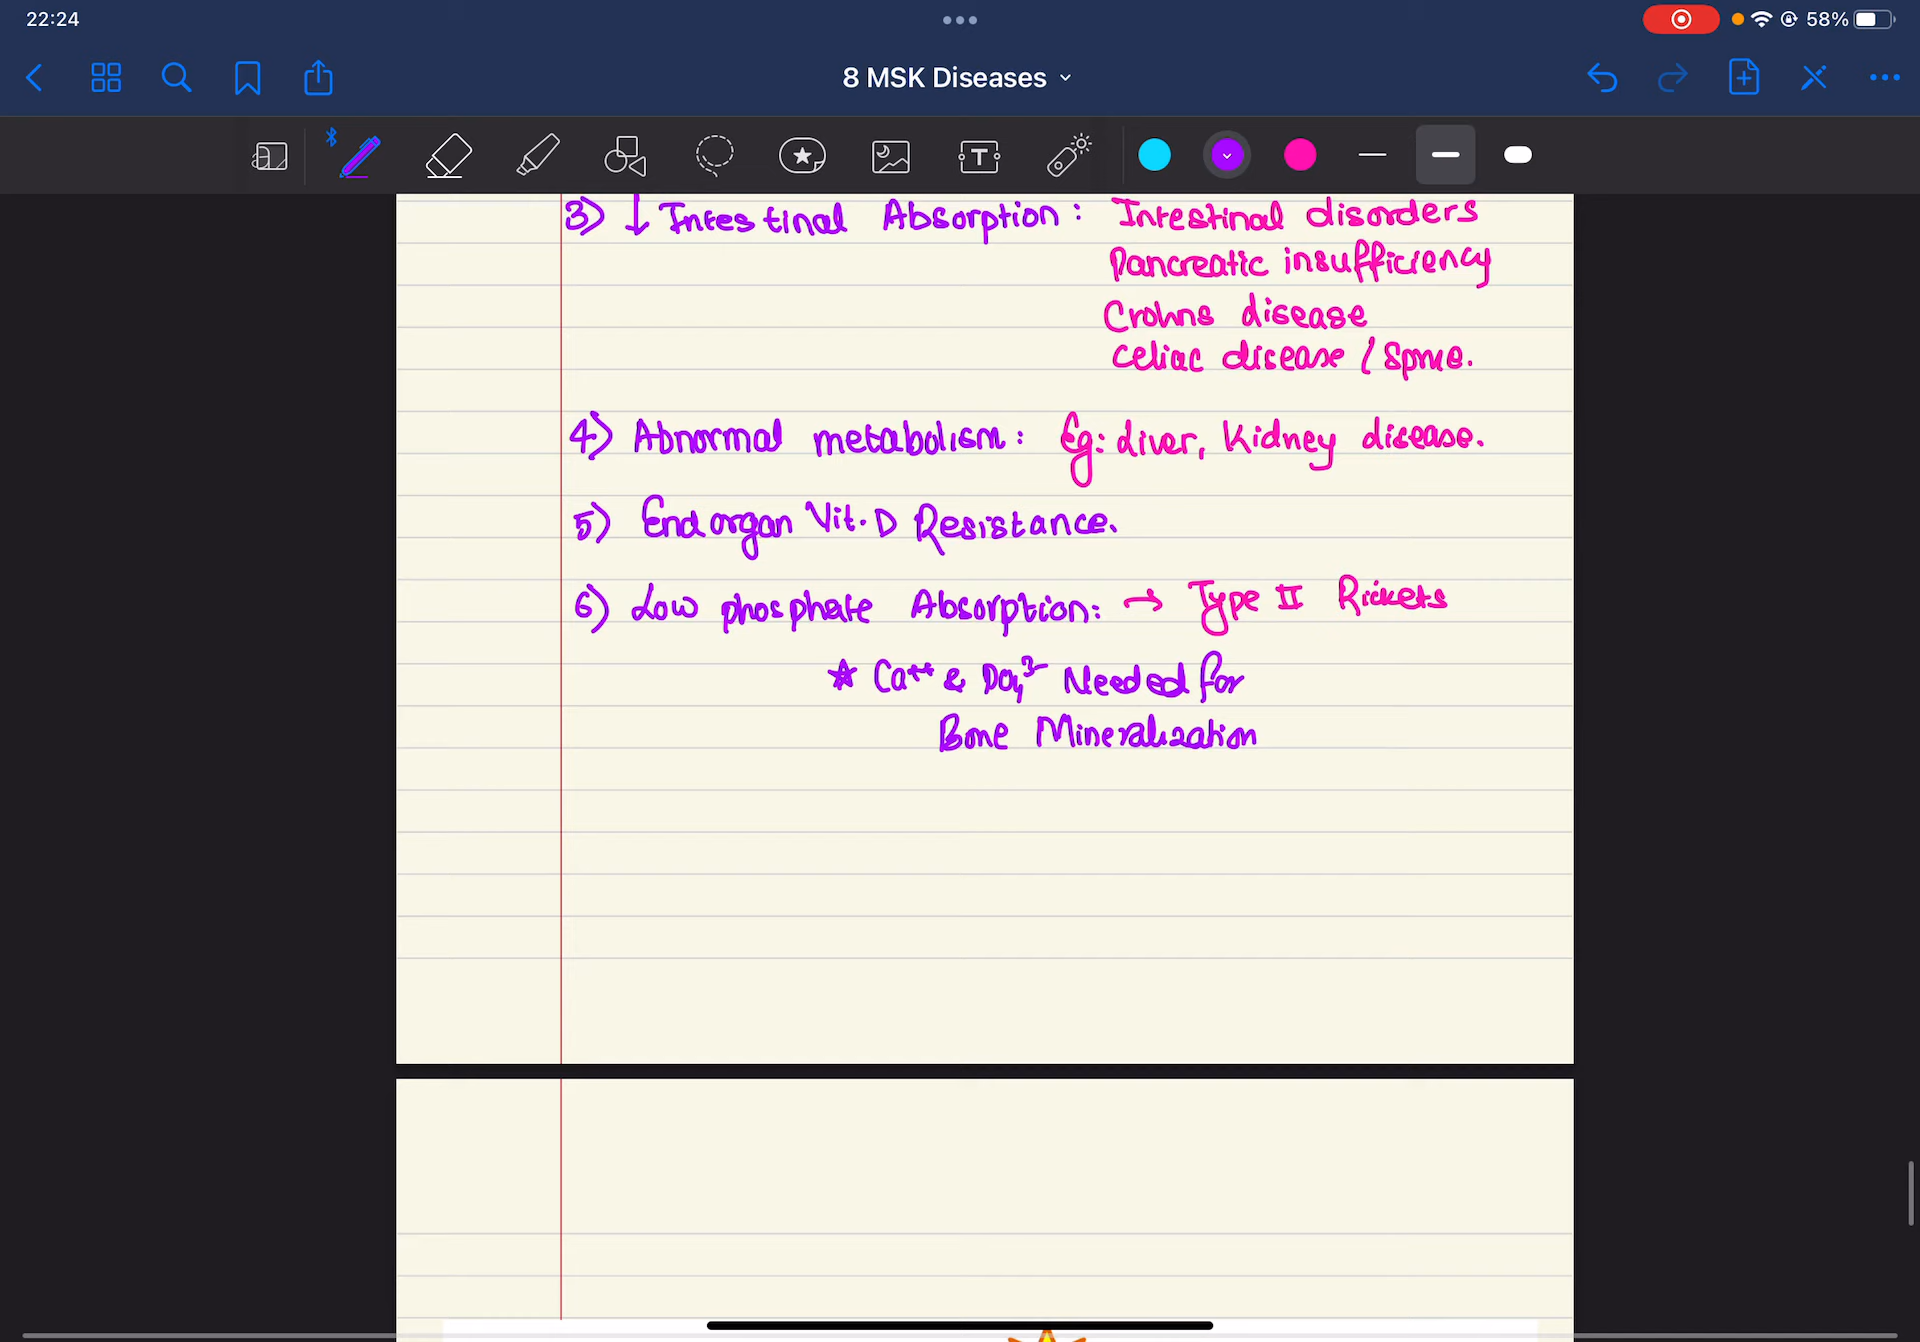 22:24
58%
8 MSK Diseases
T
3) ↓ Intestinal Absorption: Intestinal disorders
Pancreatic insufficiency
Crohns disease
Celiac disease / Sprue.
4) Abnormal metabolism: Eg: Liver, Kidney disease.
5) End organ Vit. D Resistance.
6) Low phosphate Absorption: → Type II Rickets
* Ca++ & PO4 3- Needed for
Bone Mineralization